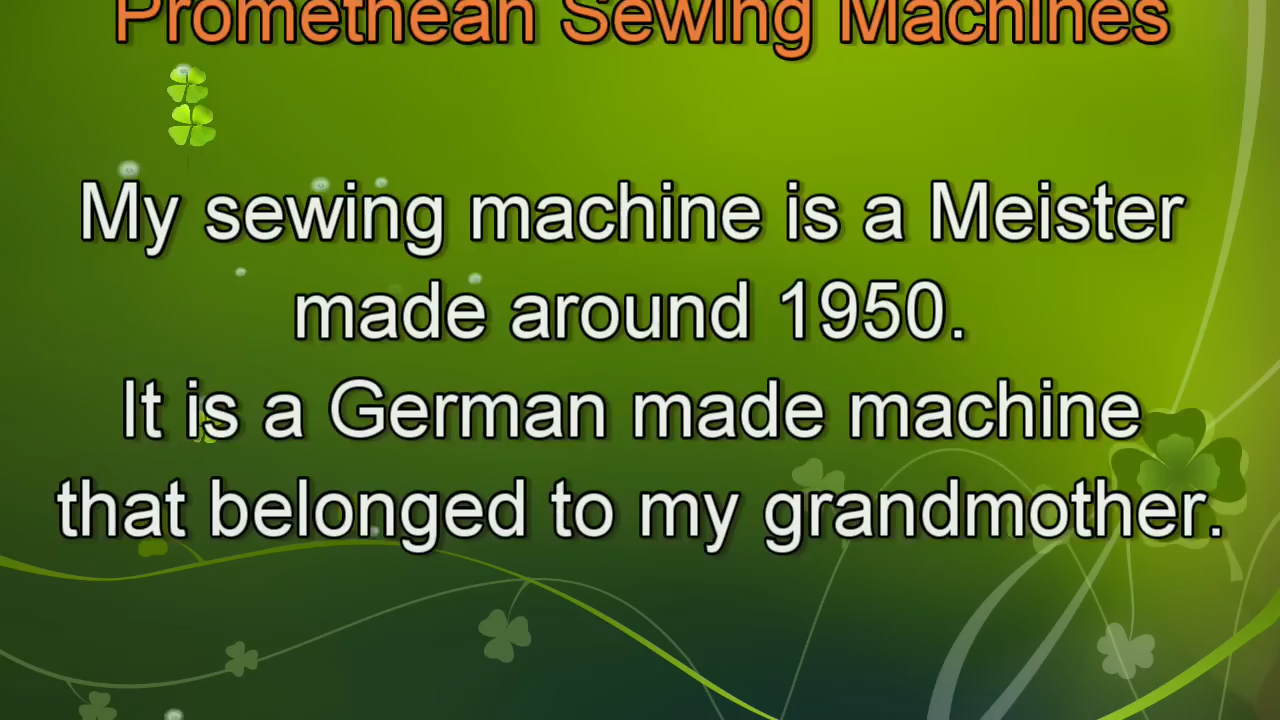 Promethean Sewing Machines
My sewing machine is a Meister
made around 1950.
It is a German made machine
that belonged to my grandmother.